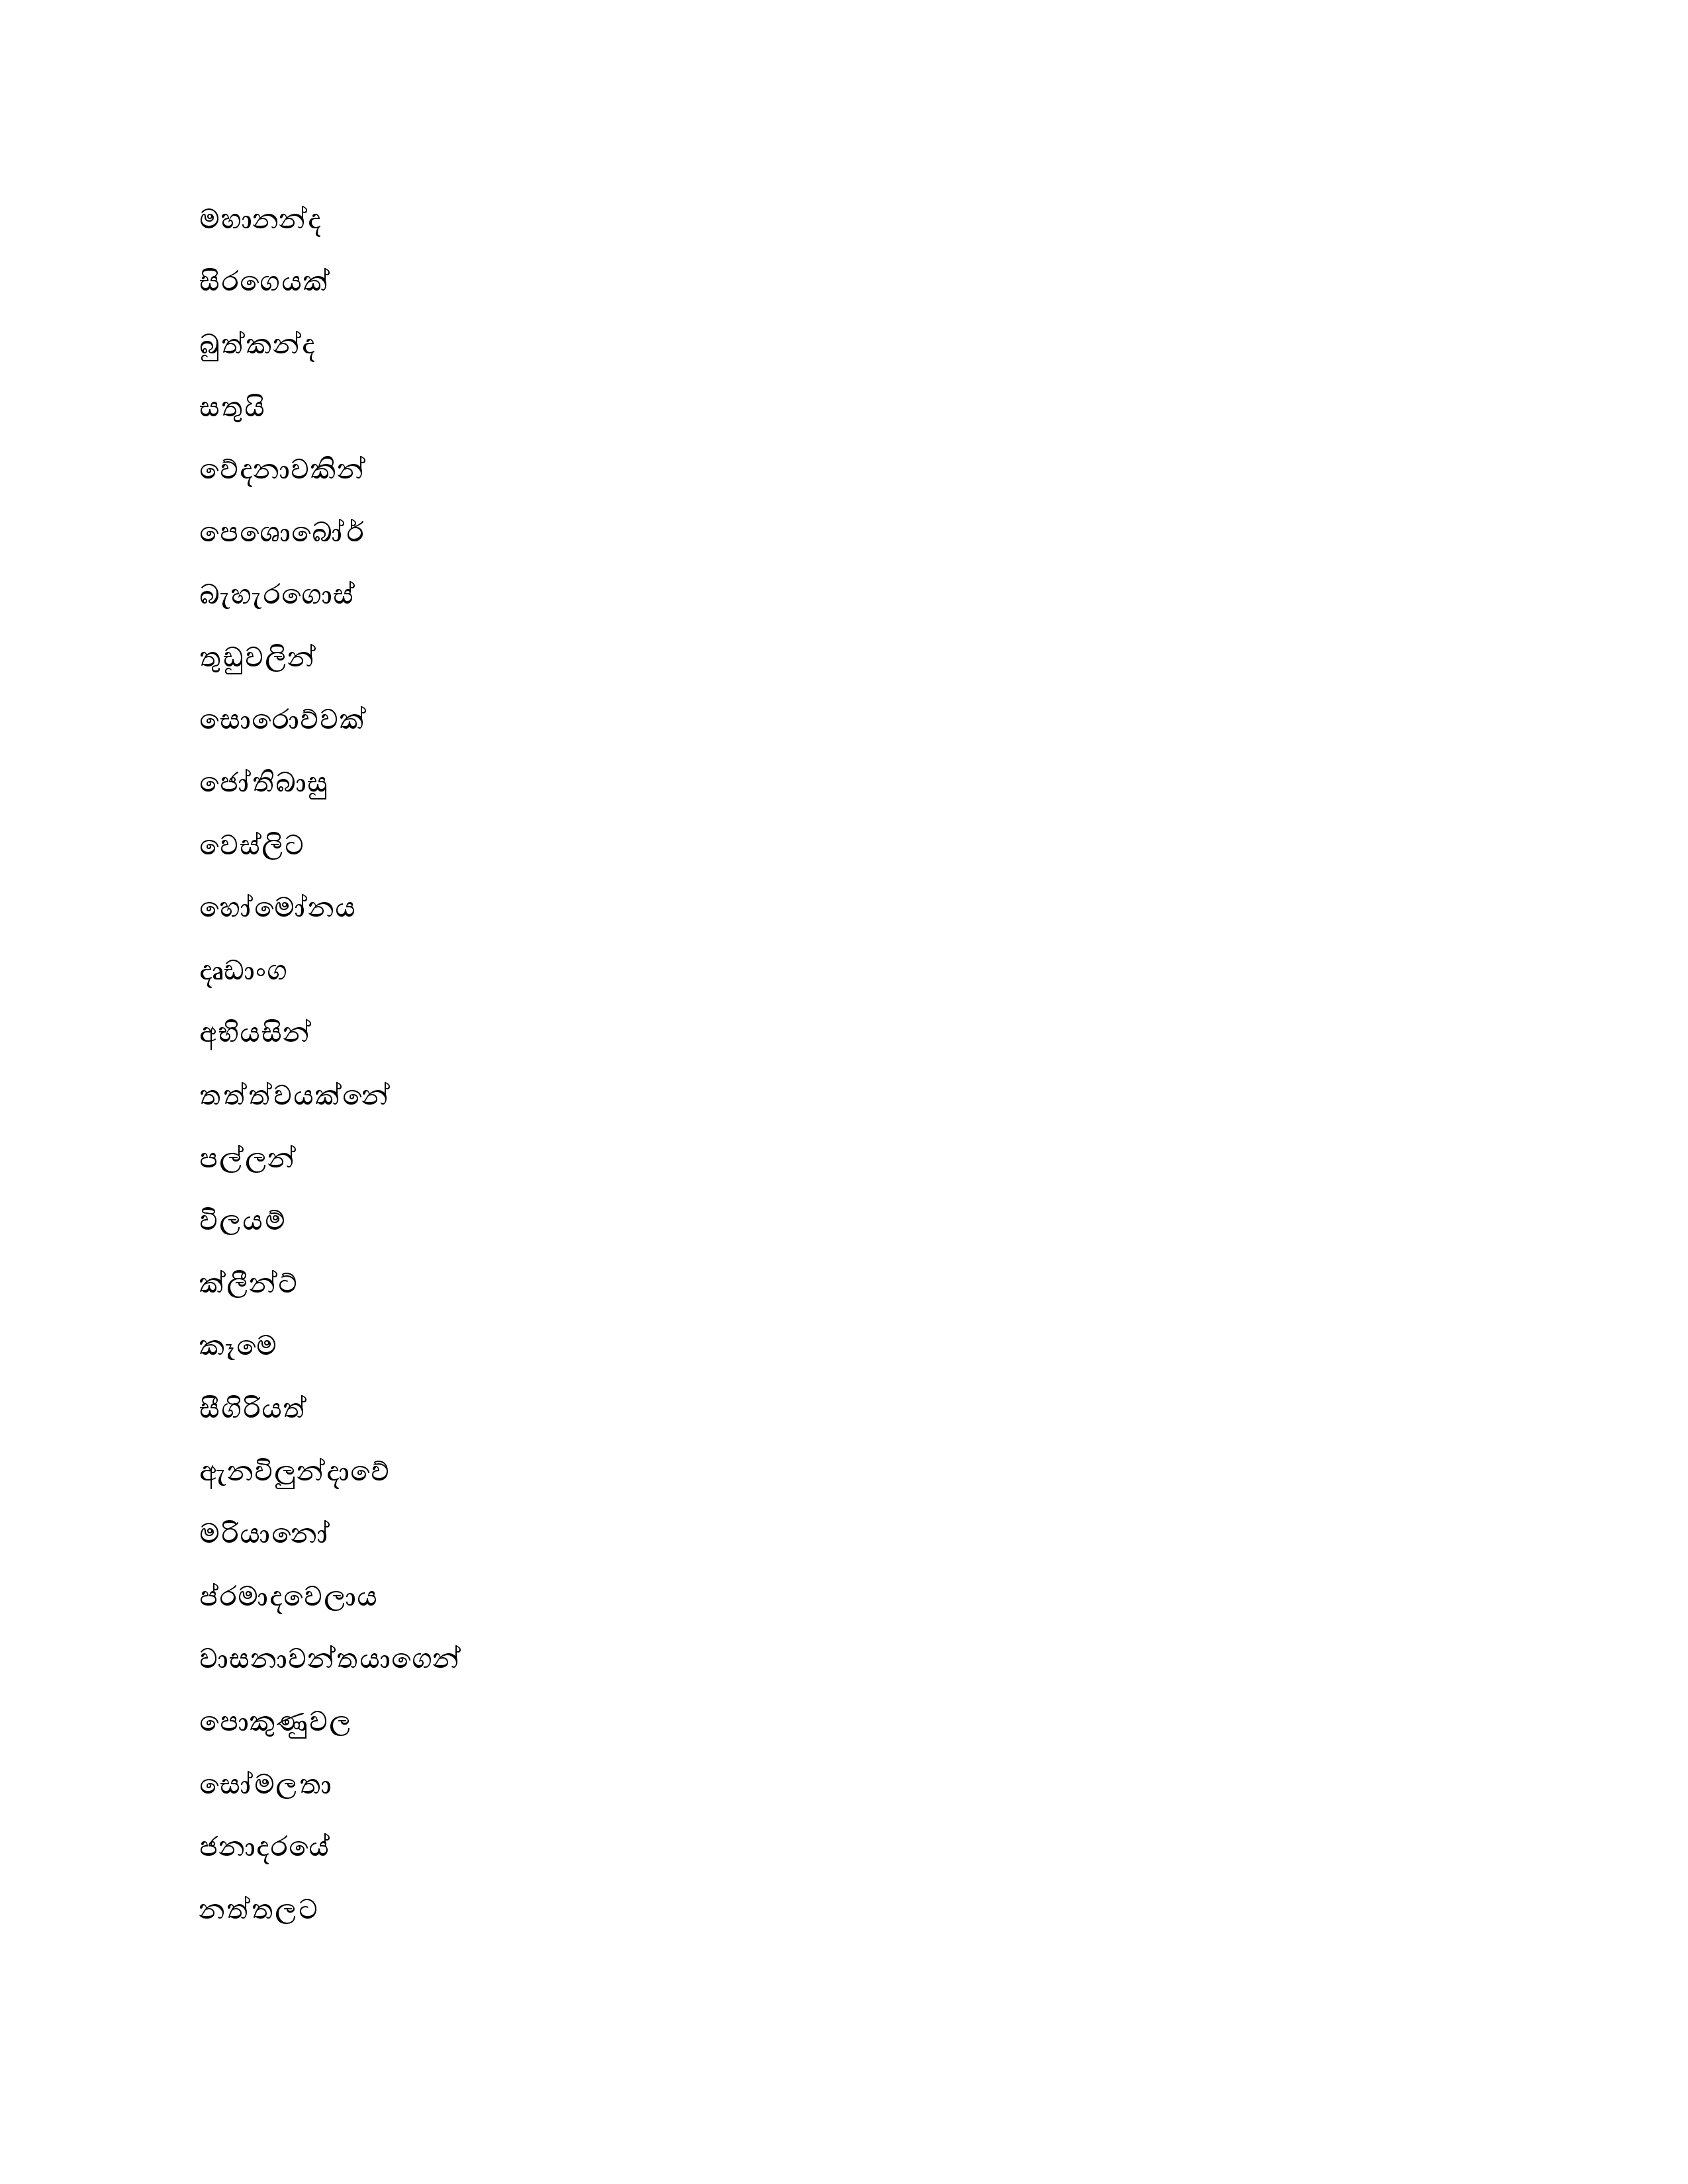 මහානන්ද
සිරගෙයක්
බුත්කන්ද
සතුයි
වේදනාවකින්
පෙශොබෝර්
බැහැරගොස්
තුඩුවලින්
සොරොව්වක්
ජෝතිබාසු
වෙස්ලිට
හෝමෝනය
දෘඩාංග
අභියසින්
තත්ත්වයක්නේ
පල්ලන්
විලයම්
ක්ලීන්ට්
කෑමෙ
සීගිරියත්
ඇනවිලුන්දාවේ
මරියානෝ
ප්රමාදවෙලාය
වාසනාවන්තයාගෙන්
පොකුණුවල
සෝමලතා
ජනාදරයේ
නත්තලට